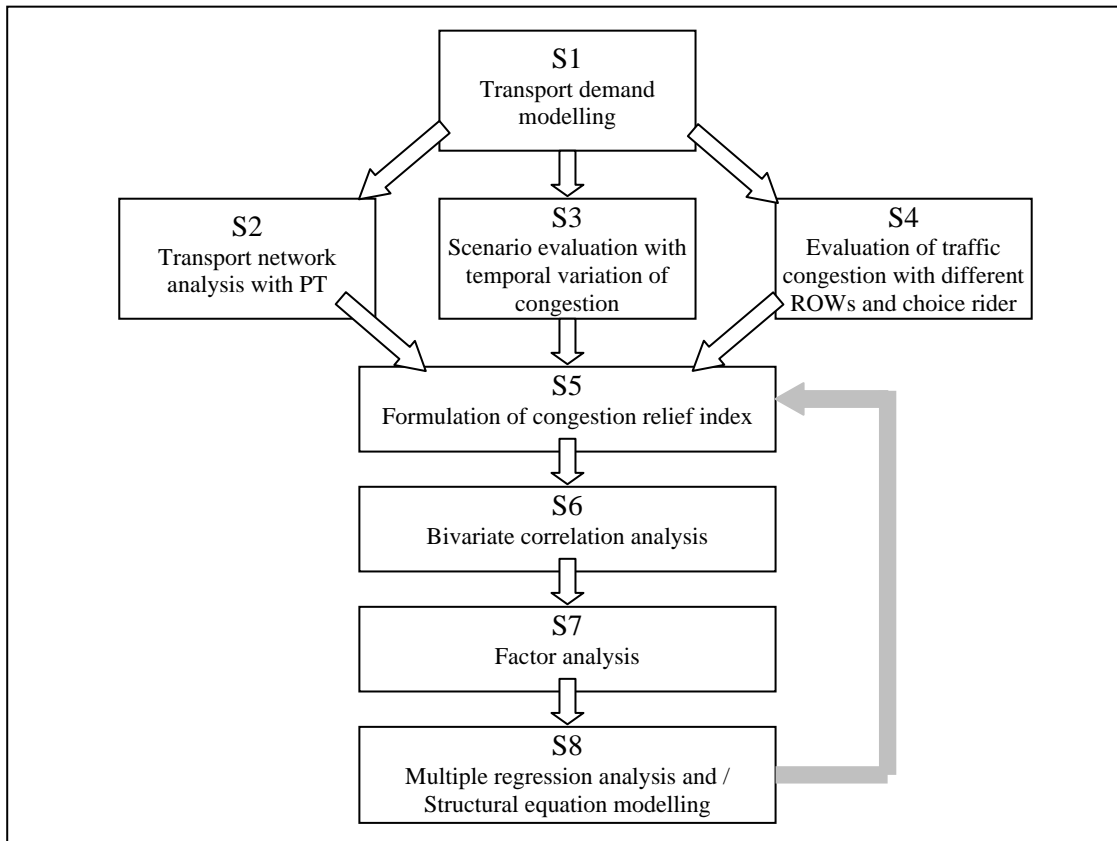 S1
Transport demand
modelling
S2
Transport network
analysis with PT
S3
Scenario evaluation with
temporal variation of
congestion
S4
Evaluation of traffic
congestion with different
ROWs and choice rider
S5
Formulation of congestion relief index
S6
Bivariate correlation analysis
S7
Factor analysis
S8
Multiple regression analysis and /
Structural equation modelling